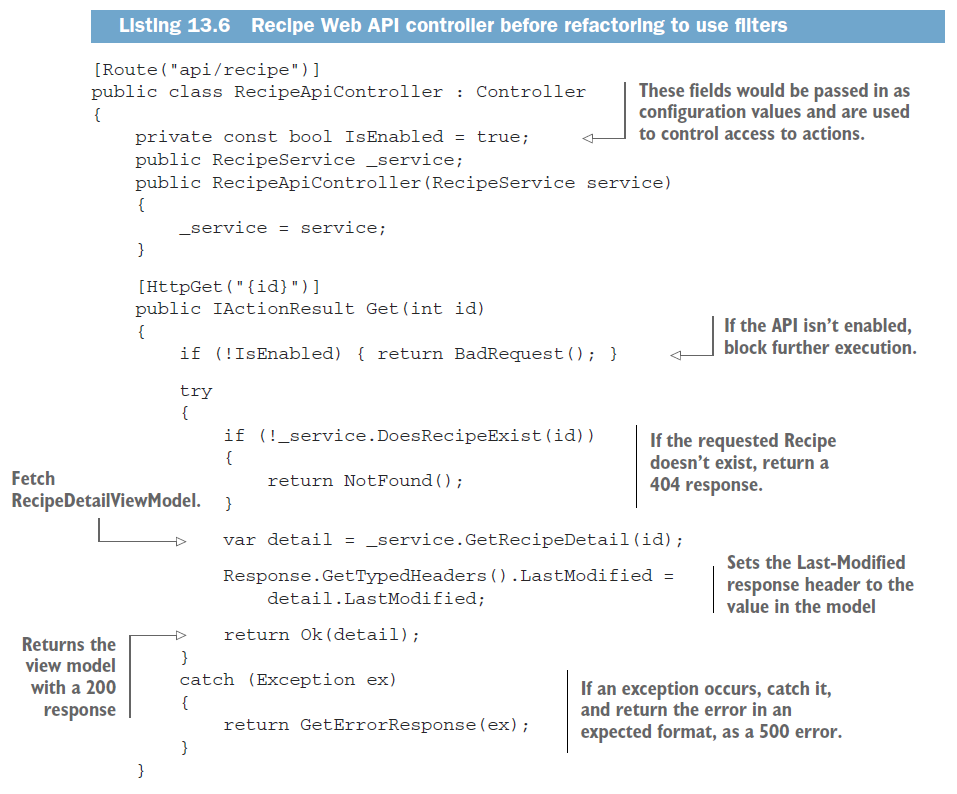 Listing 13.6 Recipe Web API controller before refactoring to use filters
[Route("api/recipe")]
public class RecipeApiController : Controller
{
private const bool IsEnabled = true;
public RecipeService _service;
public RecipeApiController(RecipeService service)
{
_service = service;
}
These fields would be passed in as
configuration values and are used
to control access to actions.
[HttpGet("{id}")]
public IActionResult Get(int id)
{
if (!IsEnabled) { return BadRequest(); }
If the API isn't enabled,
block further execution.
try
{
if (!_service.DoesRecipeExist(id))
{
return NotFound();
}
If the requested Recipe
doesn't exist, return a
404 response.
Fetch
RecipeDetailViewModel.
var detail = _service.GetRecipeDetail(id);
Response.GetTypedHeaders().LastModified =
detail.LastModified;
Sets the Last-Modified
response header to the
value in the model
return Ok(detail);
}
Returns the
view model
with a 200
response
catch (Exception ex)
{
return GetErrorResponse(ex);
}
}
If an exception occurs, catch it,
and return the error in an
expected format, as a 500 error.